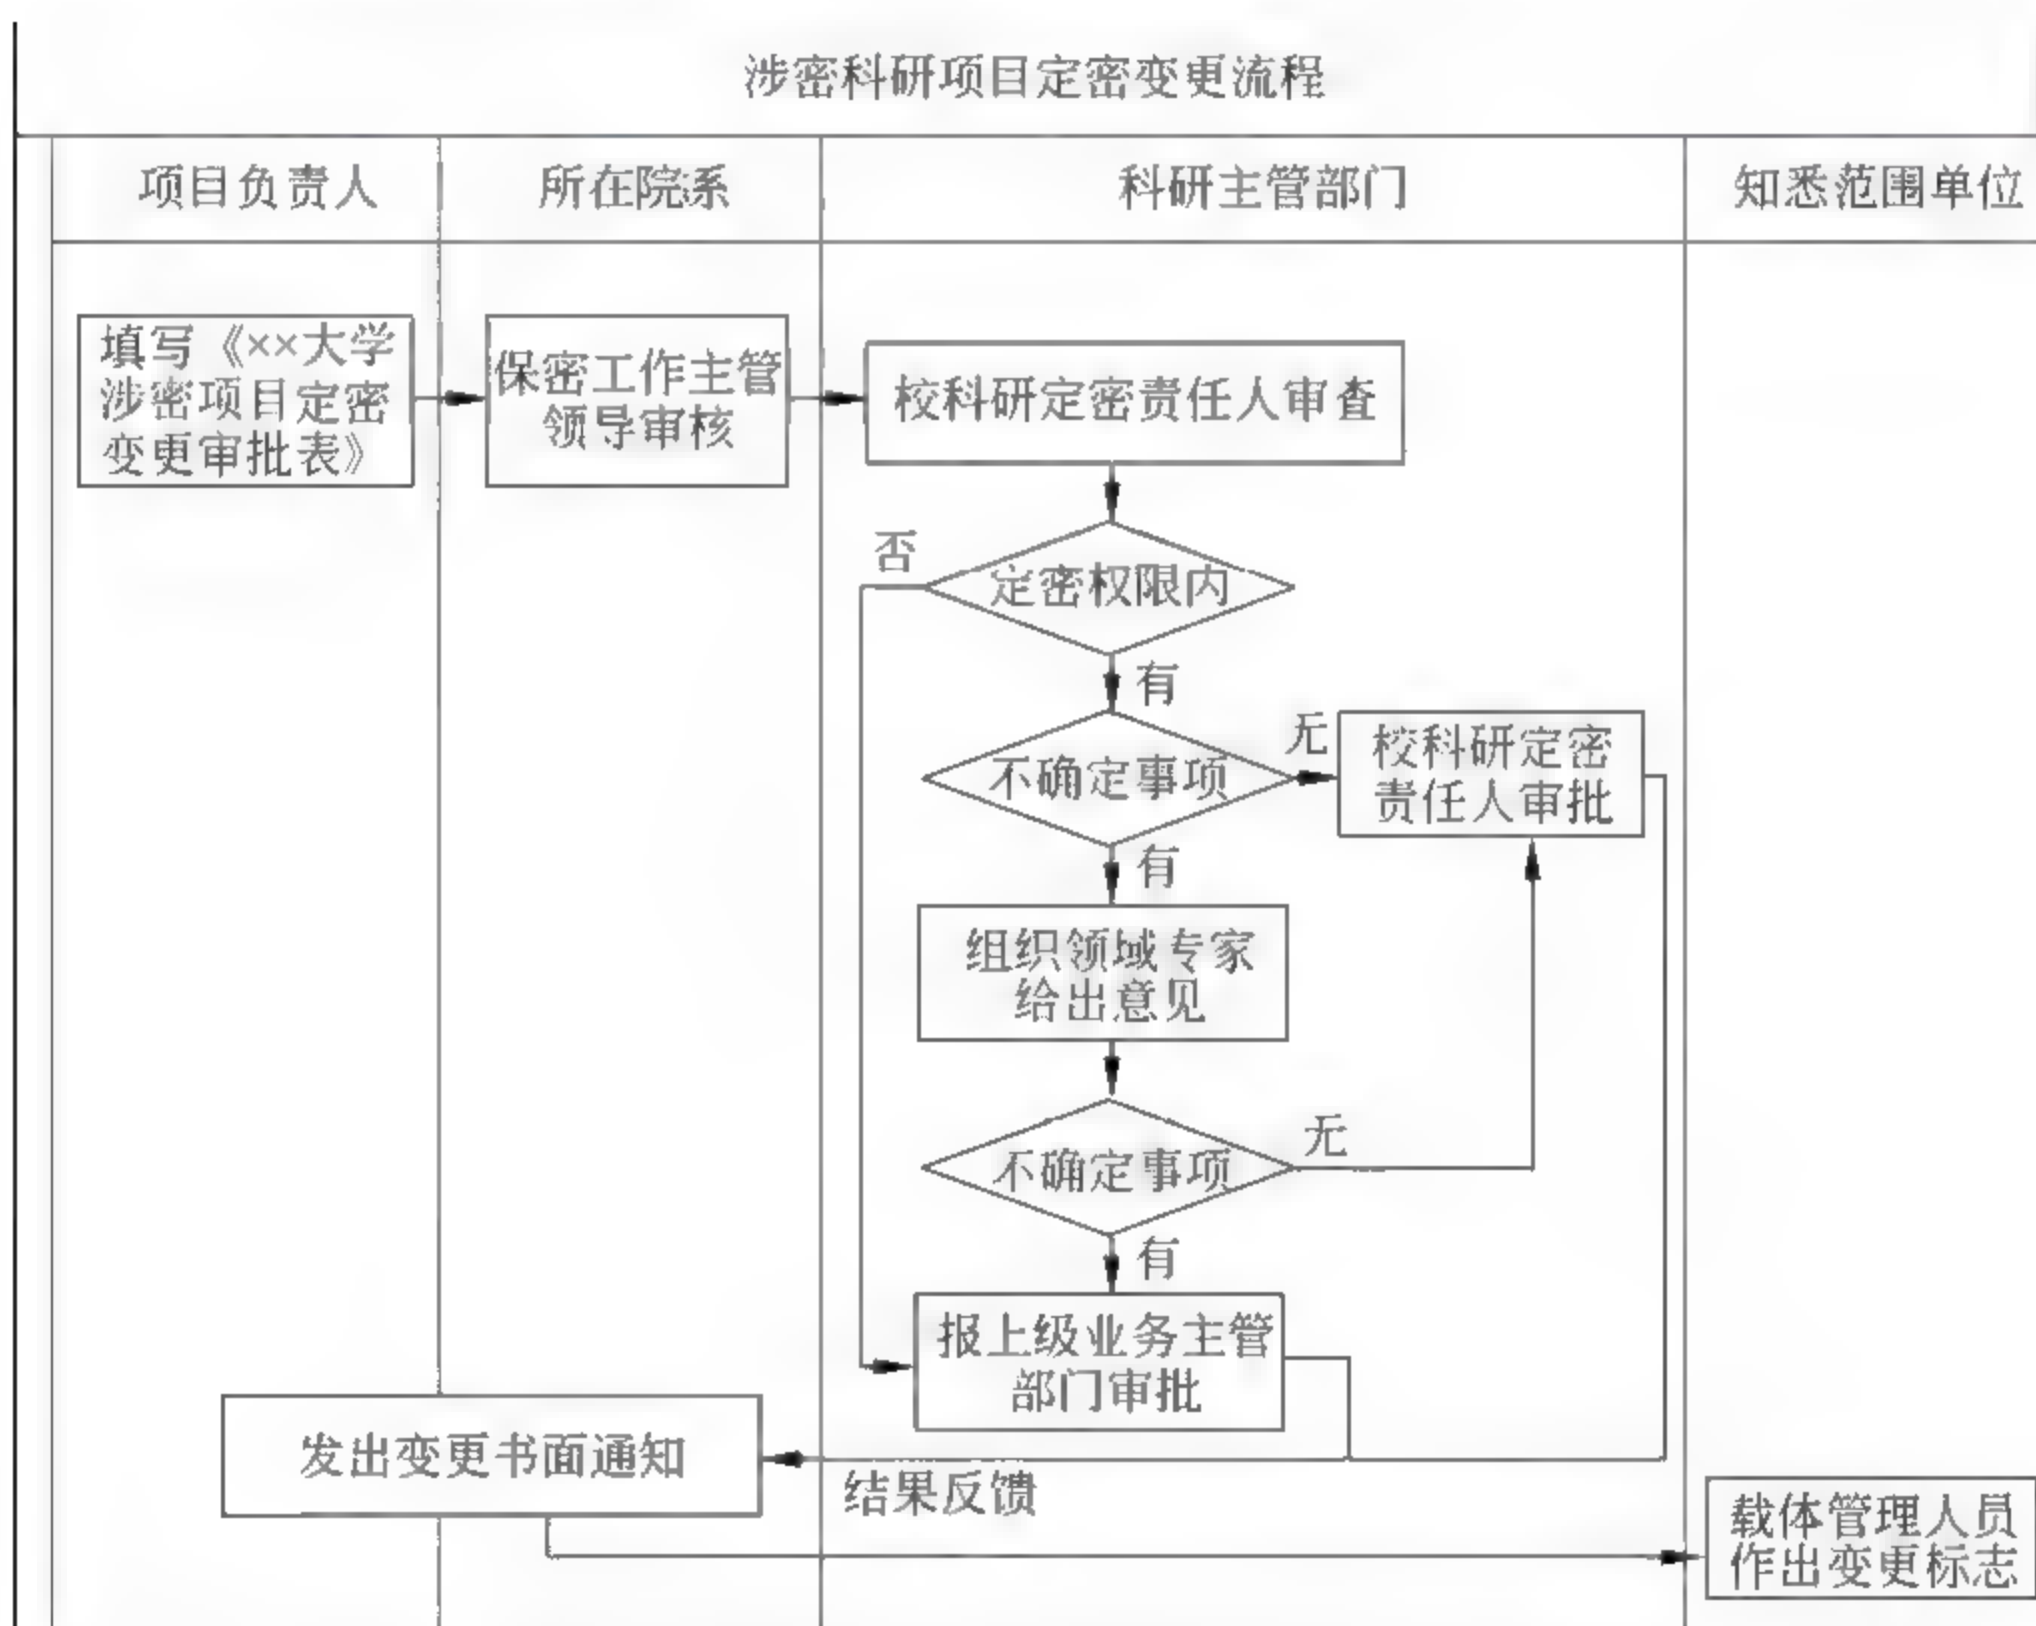 涉密科研项目定密变更流程
项目负责人
所在院系
科研主管部门
知悉范围单位
填写《××大学
涉密项目定密
变更审批表》
保密工作主管
领导审核
校科研定密责任人审查
否
定密权限内
有
不确定事项
无
校科研定密
责任人审批
有
组织领域专家
给出意见
不确定事项
无
有
报上级业务主管
部门审批
发出变更书面通知
结果反馈
载体管理人员
作出变更标志